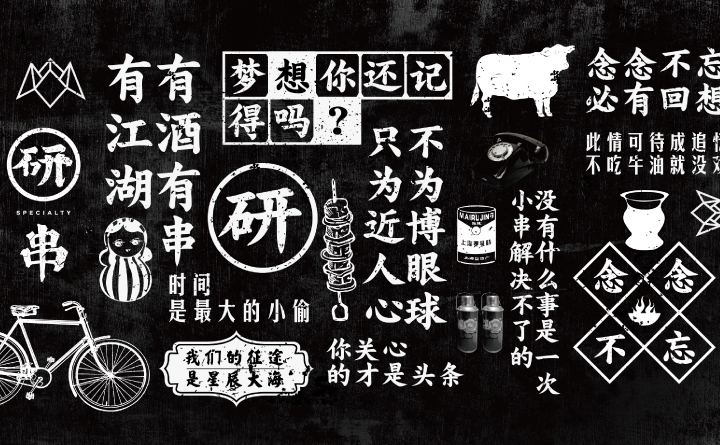 研
SPECIALTY
串
有酒有串
有江湖
梦想你还记
得吗?
研
时间
是最大的小偷
我们的征途
是星辰大海
不为博眼球
只为近人心
你关心
的才是头条
没有什么事是一次
小串解决不了的
念念不忘
必有回想
此情可待成追
不吃牛油就没
念念
不忘